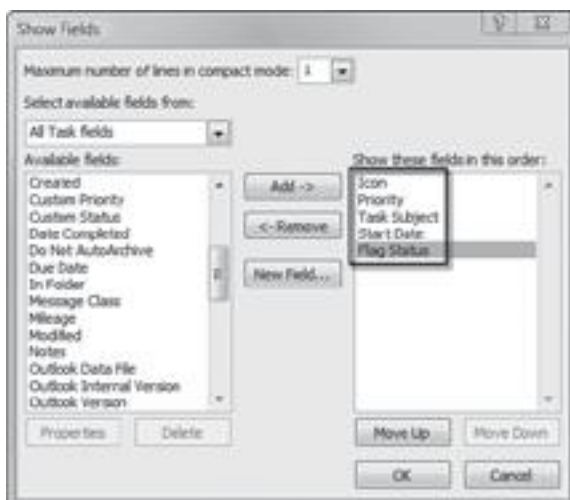 Show Fields
Maximum number of lines in compact mode: 1
Select available fields from:
All Task fields
Available fields:
Created
Custom Priority
Custom Status
Date Completed
Do Not AutoArchive
Due Date
In Folder
Message Class
Mileage
Modified
Notes
Outlook Data File
Outlook Internal Version
Outlook Version
Properties
Delete
Add ->
<- Remove
New Field...
Show these fields in this order:
Icon
Priority
Task Subject
Start Date
Flag Status
Move Up
Move Down
OK
Cancel